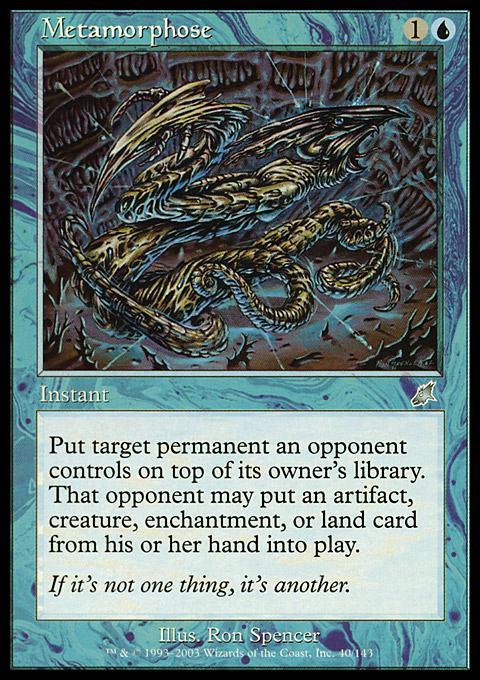 Metamorphose 1
Instant
Put target permanent an opponent
controls on top of its owner's library.
That opponent may put an artifact,
creature, enchantment, or land card
from his or her hand into play.
If it's not one thing, it's another.
Illus. Ron Spencer
™ & © 1993–2003 Wizards of the Coast, Inc. 40/143